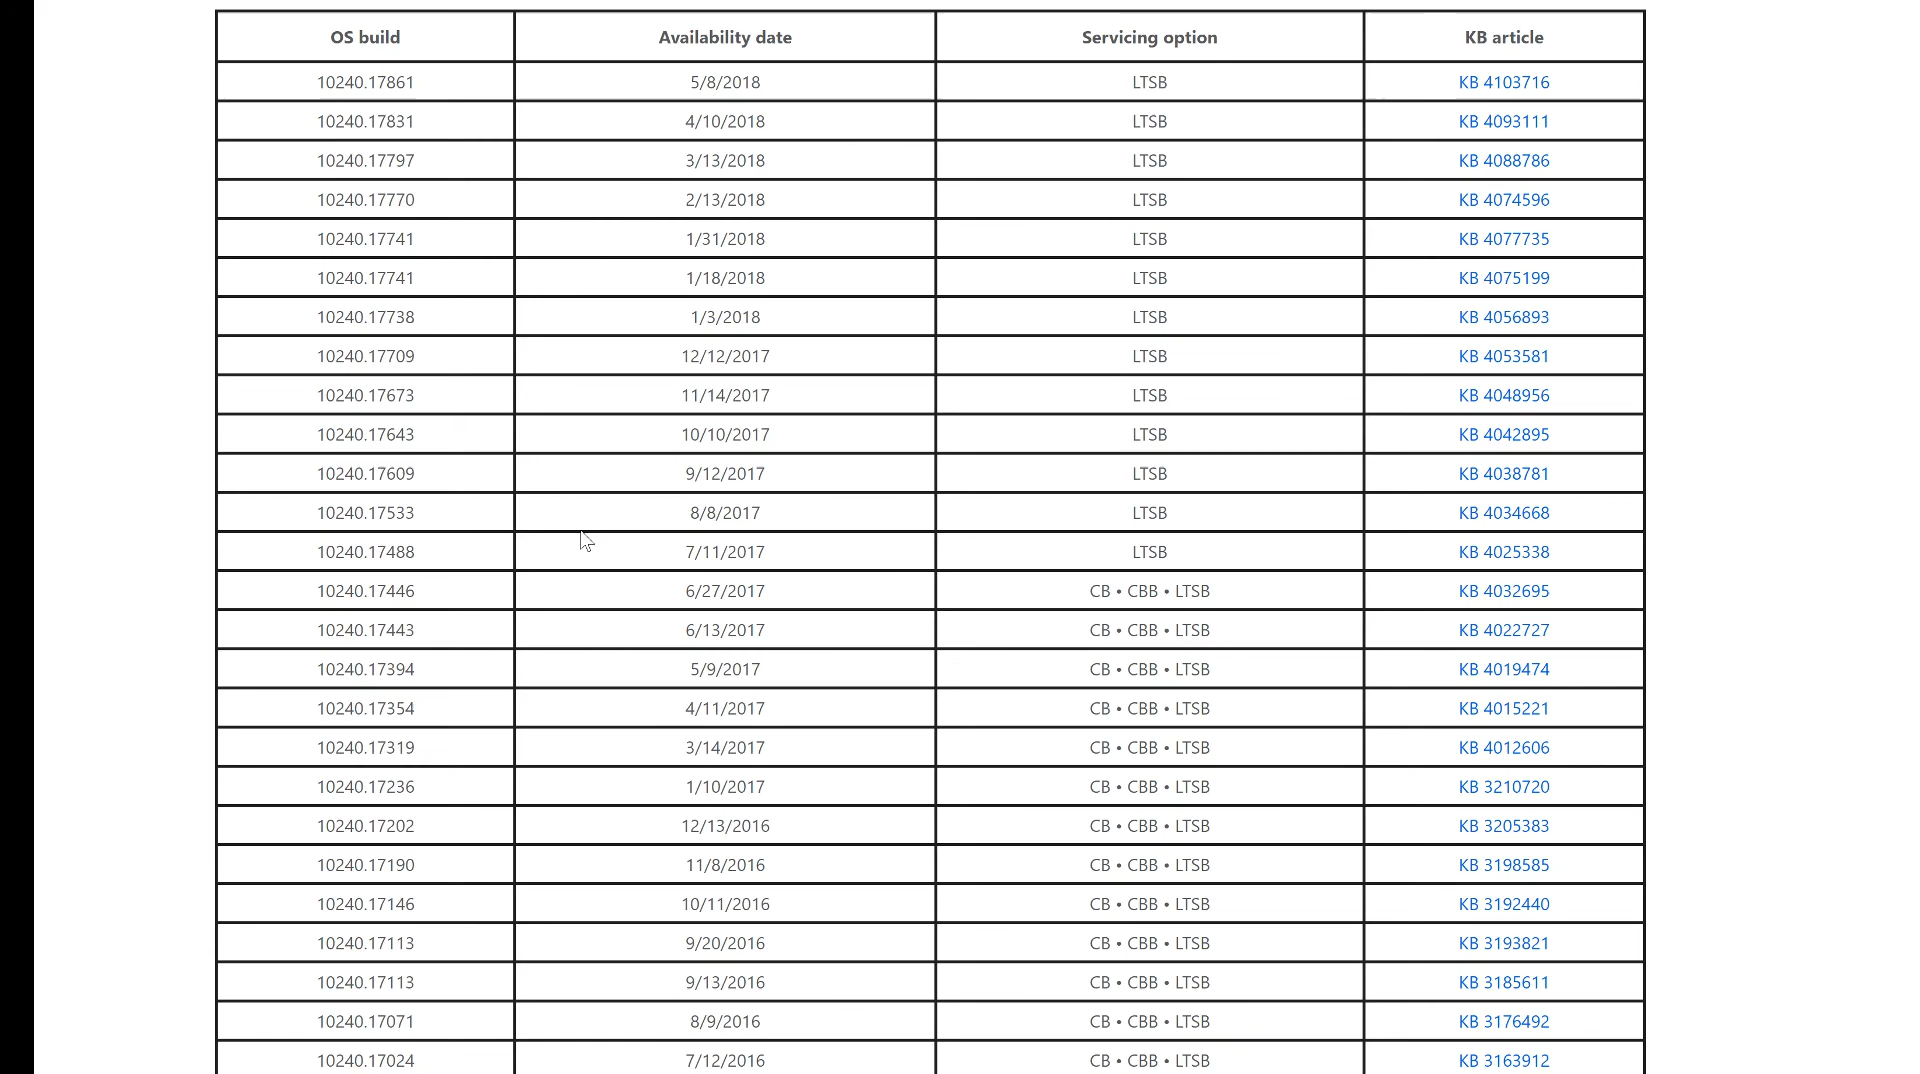 OS build Availability date Servicing option KB article
10240.17861 5/8/2018 LTSB KB 4103716
10240.17831 4/10/2018 LTSB KB 4093111
10240.17797 3/13/2018 LTSB KB 4088786
10240.17770 2/13/2018 LTSB KB 4074596
10240.17741 1/31/2018 LTSB KB 4077735
10240.17741 1/18/2018 LTSB KB 4075199
10240.17738 1/3/2018 LTSB KB 4056893
10240.17709 12/12/2017 LTSB KB 4053581
10240.17673 11/14/2017 LTSB KB 4048956
10240.17643 10/10/2017 LTSB KB 4042895
10240.17609 9/12/2017 LTSB KB 4038781
10240.17533 8/8/2017 LTSB KB 4034668
10240.17488 7/11/2017 LTSB KB 4025338
10240.17446 6/27/2017 CB • CBB • LTSB KB 4032695
10240.17443 6/13/2017 CB • CBB • LTSB KB 4022727
10240.17394 5/9/2017 CB • CBB • LTSB KB 4019474
10240.17354 4/11/2017 CB • CBB • LTSB KB 4015221
10240.17319 3/14/2017 CB • CBB • LTSB KB 4012606
10240.17236 1/10/2017 CB • CBB • LTSB KB 3210720
10240.17202 12/13/2016 CB • CBB • LTSB KB 3205383
10240.17190 11/8/2016 CB • CBB • LTSB KB 3198585
10240.17146 10/11/2016 CB • CBB • LTSB KB 3192440
10240.17113 9/20/2016 CB • CBB • LTSB KB 3193821
10240.17113 9/13/2016 CB • CBB • LTSB KB 3185611
10240.17071 8/9/2016 CB • CBB • LTSB KB 3176492
10240.17024 7/12/2016 CB • CBB • LTSB KB 3163912